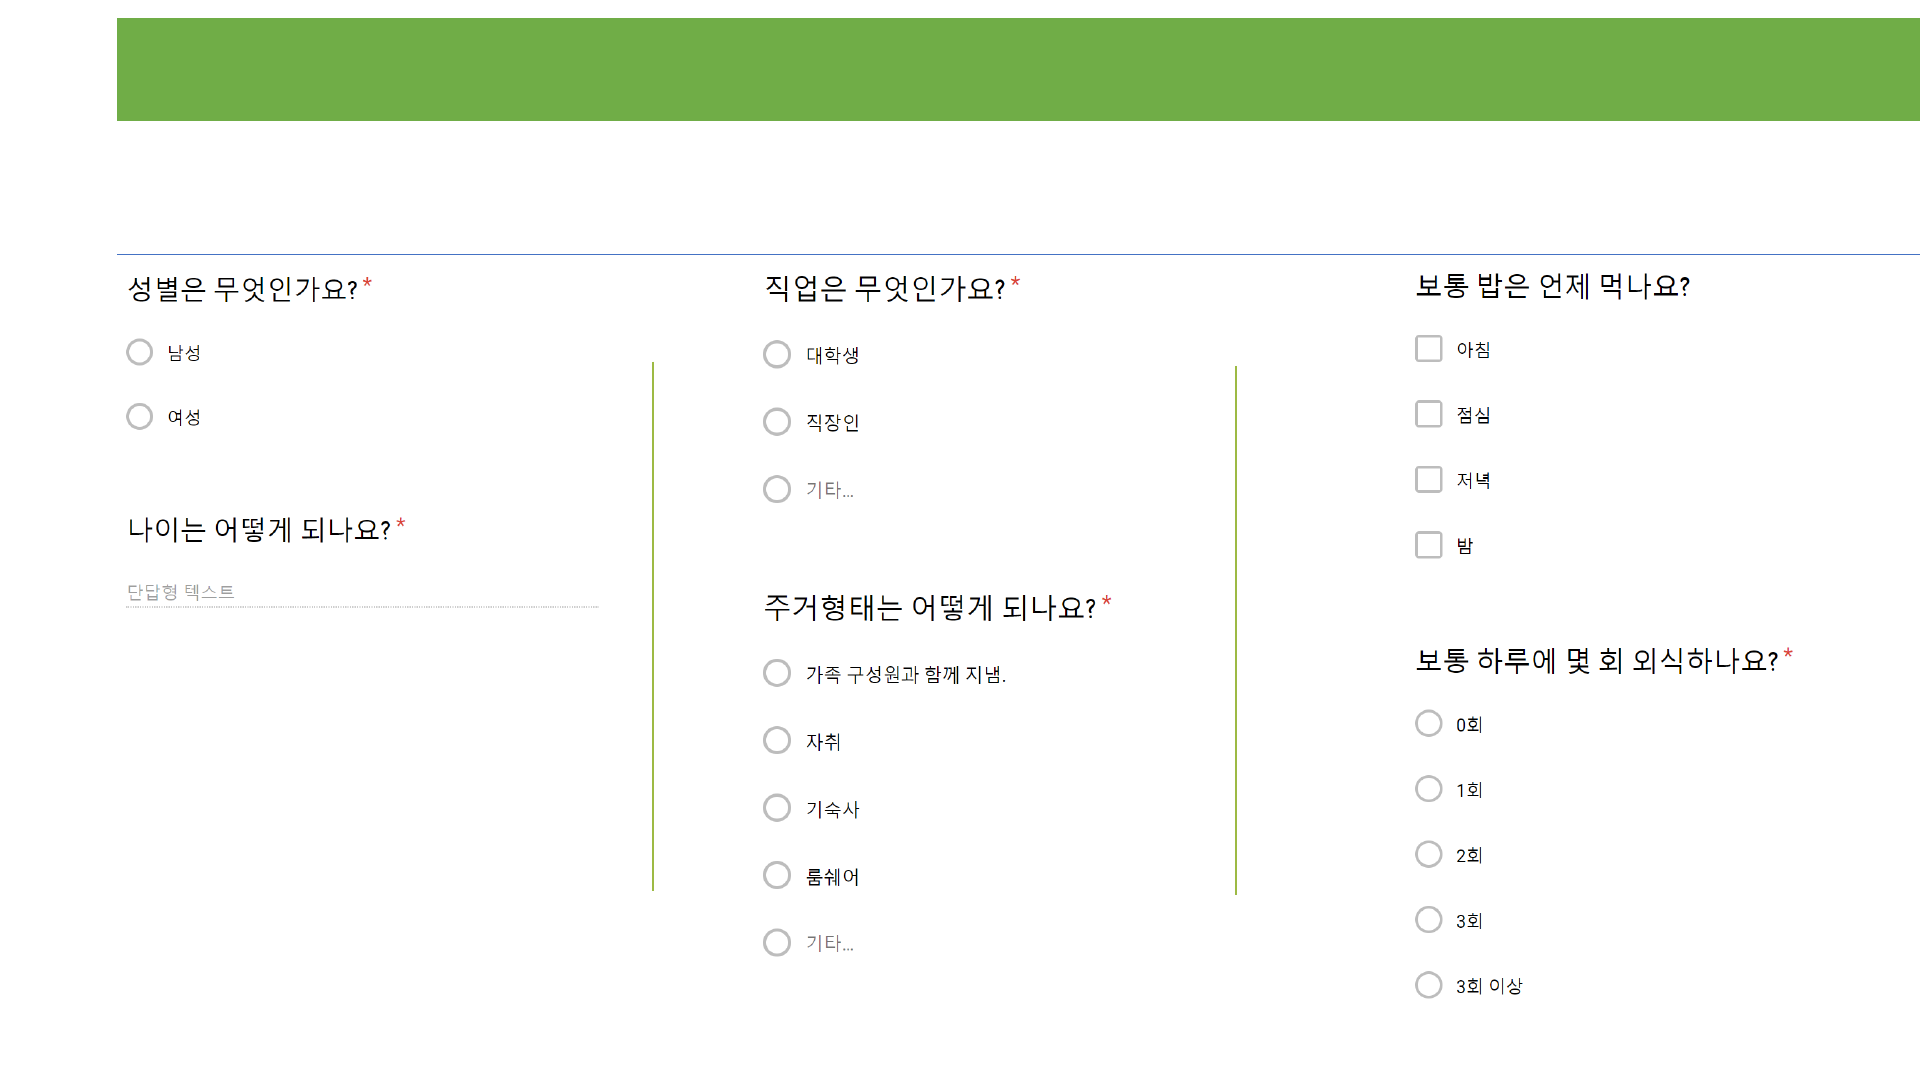 성별은 무엇인가요?*
남성
여성
나이는 어떻게 되나요?*
단답형 텍스트
직업은 무엇인가요?*
대학생
직장인
기타...
주거형태는 어떻게 되나요?*
가족 구성원과 함께 지냄.
자취
기숙사
룸쉐어
기타...
보통 밥은 언제 먹나요?
아침
점심
저녁
밤
보통 하루에 몇 회 외식하나요?*
0회
1회
2회
3회
3회 이상